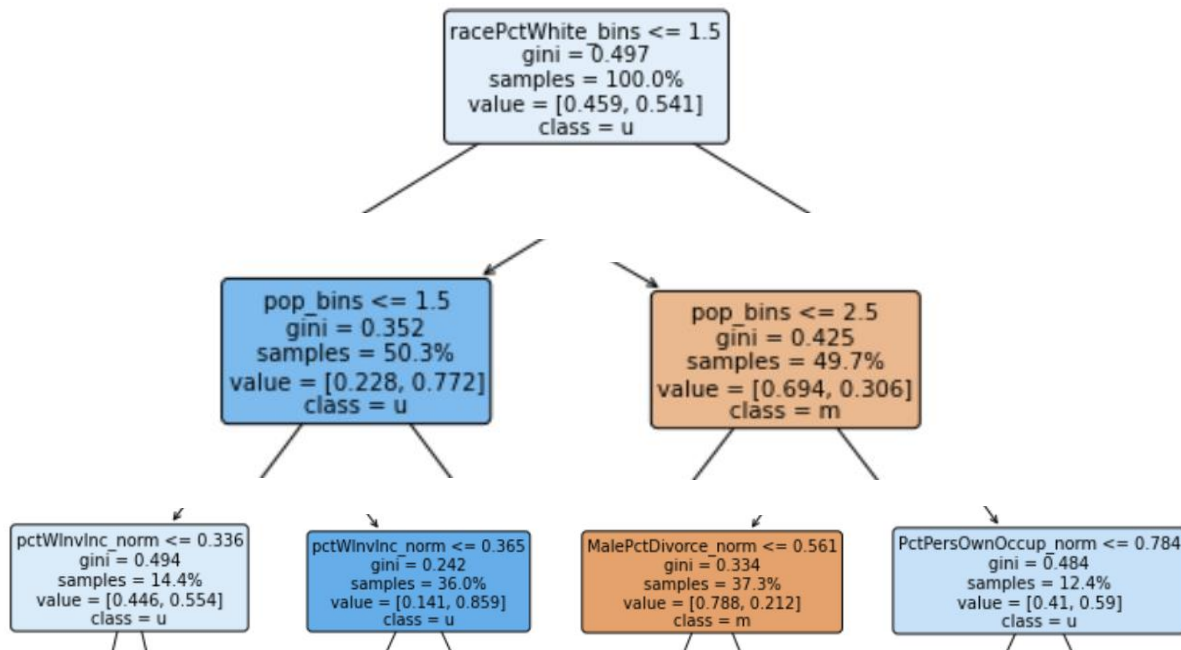 racePctWhite_bins <= 1.5
gini = 0.497
samples = 100.0%
value = [0.459, 0.541]
class = u
pop_bins <= 1.5
gini = 0.352
samples = 50.3%
value = [0.228, 0.772]
class = u
pop_bins <= 2.5
gini = 0.425
samples = 49.7%
value = [0.694, 0.306]
class = m
pctWInvInc_norm <= 0.336
gini = 0.494
samples = 14.4%
value = [0.446, 0.554]
class = u
pctWInvInc_norm <= 0.365
gini = 0.242
samples = 36.0%
value = [0.141, 0.859]
class = u
MalePctDivorce_norm <= 0.561
gini = 0.334
samples = 37.3%
value = [0.788, 0.212]
class = m
PctPersOwnOccup_norm <= 0.784
gini = 0.484
samples = 12.4%
value = [0.41, 0.59]
class = u